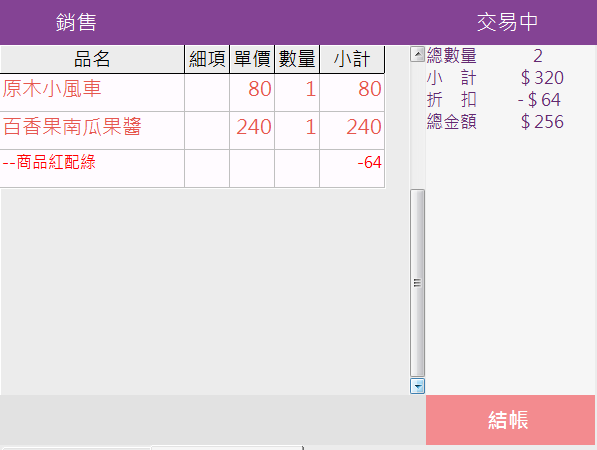 銷售 交易中
品名 細項 單價 數量 小計
原木小風車 80 1 80
百香果南瓜果醬 240 1 240
--商品紅配綠 -64
總數量 2
小 計 $320
折 扣 -$64
總金額 $256
結帳